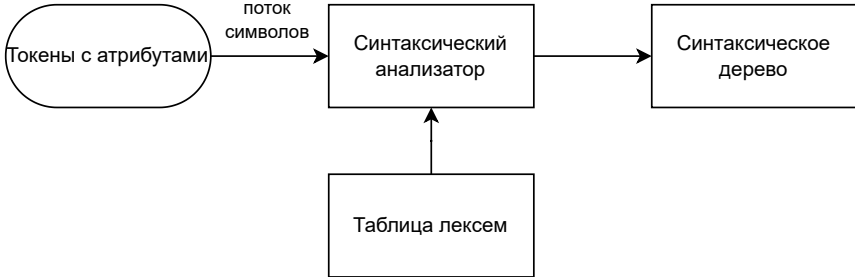 поток
символов
Токены с атрибутами
Синтаксический
анализатор
Синтаксическое
дерево
Таблица лексем